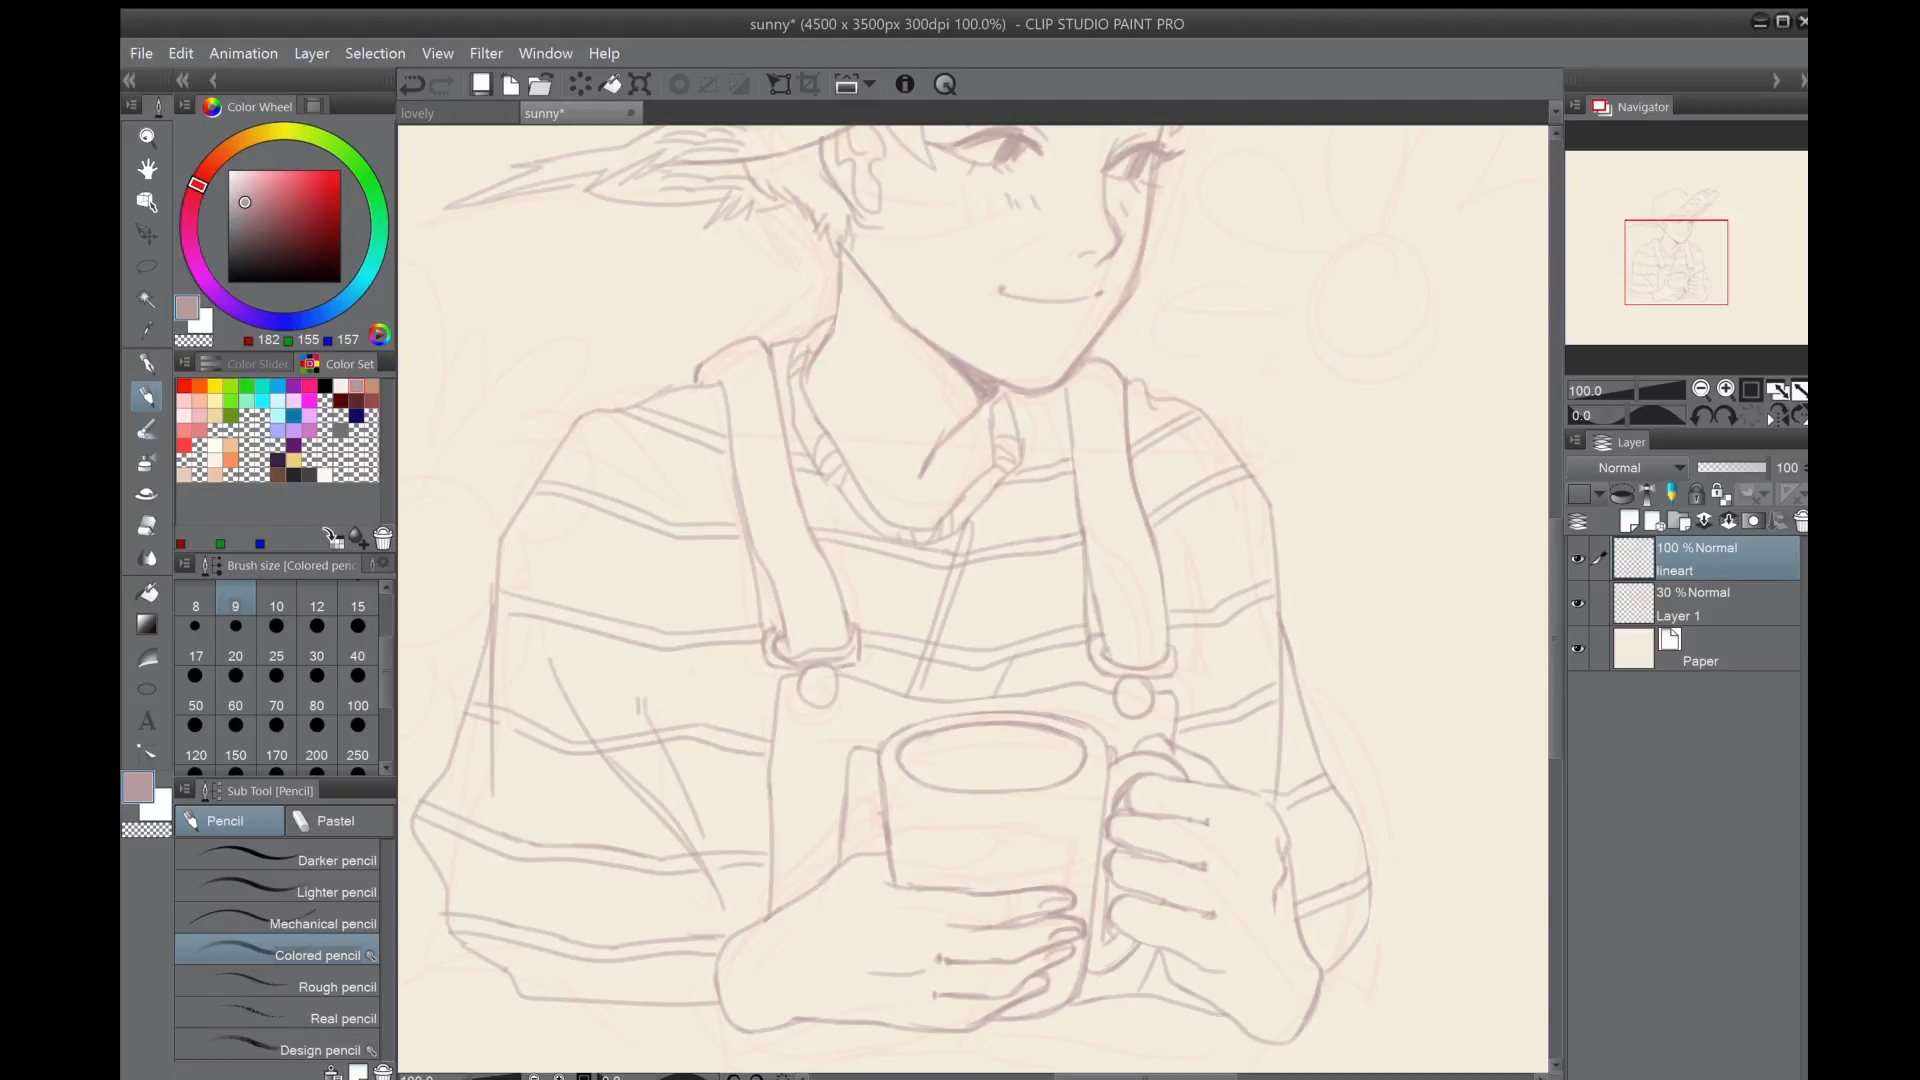 sunny* (4500 x 3500px 300dpi 100.0%) - CLIP STUDIO PAINT PRO
File Edit Animation Layer Selection View Filter Window Help
Color Wheel
lovely sunny*
Navigator
182 155 157
Color Slider Color Set
100.0
0.0
Layer
Normal 100
100 %Normal
lineart
30 %Normal
Layer 1
Paper
Brush size [Colored penc
8 9 10 12 15
17 20 25 30 40
50 60 70 80 100
120 150 170 200 250
Sub Tool [Pencil]
Pencil Pastel
Darker pencil
Lighter pencil
Mechanical pencil
Colored pencil
Rough pencil
Real pencil
Design pencil
100.0 0.0